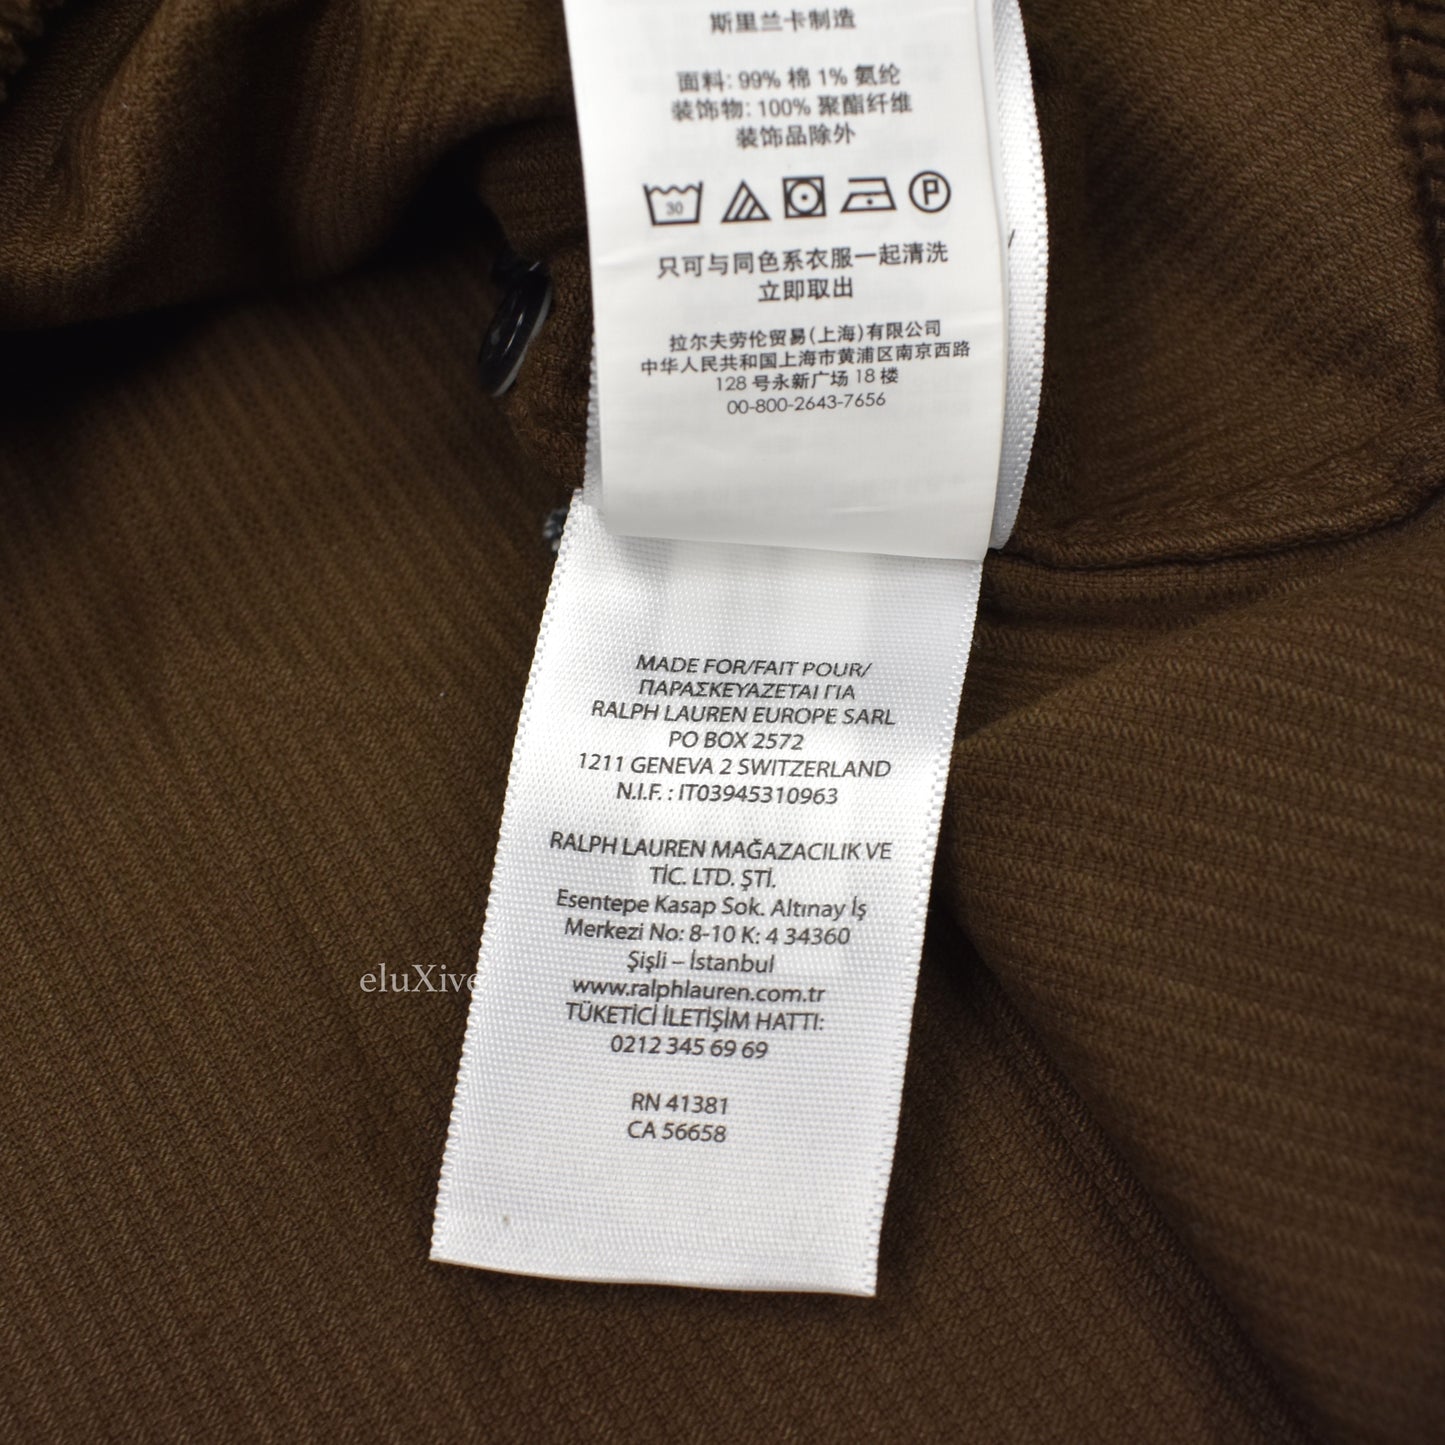 斯里兰卡制造
面料: 99% 棉 1% 氨纶
装饰物: 100% 聚酯纤维
装饰品除外
30
P
只可与同色系衣服一起清洗
立即取出
拉尔夫劳伦贸易(上海)有限公司
中华人民共和国上海市黄浦区南京西路
128 号永新广场 18 楼
00-800-2643-7656
MADE FOR/FAIT POUR/
ΠΑΡΑΣΚΕΥΑΖΕΤΑΙ ΓΙΑ
RALPH LAUREN EUROPE SARL
PO BOX 2572
1211 GENEVA 2 SWITZERLAND
N.I.F. : IT03945310963
RALPH LAUREN MAĞAZACILIK VE
TİC. LTD. ŞTİ.
Esentepe Kasap Sok. Altınay İş
Merkezi No: 8-10 K: 4 34360
Şişli – İstanbul
www.ralphlauren.com.tr
TÜKETİCİ İLETİŞİM HATTI:
0212 345 69 69
RN 41381
CA 56658
eluXive